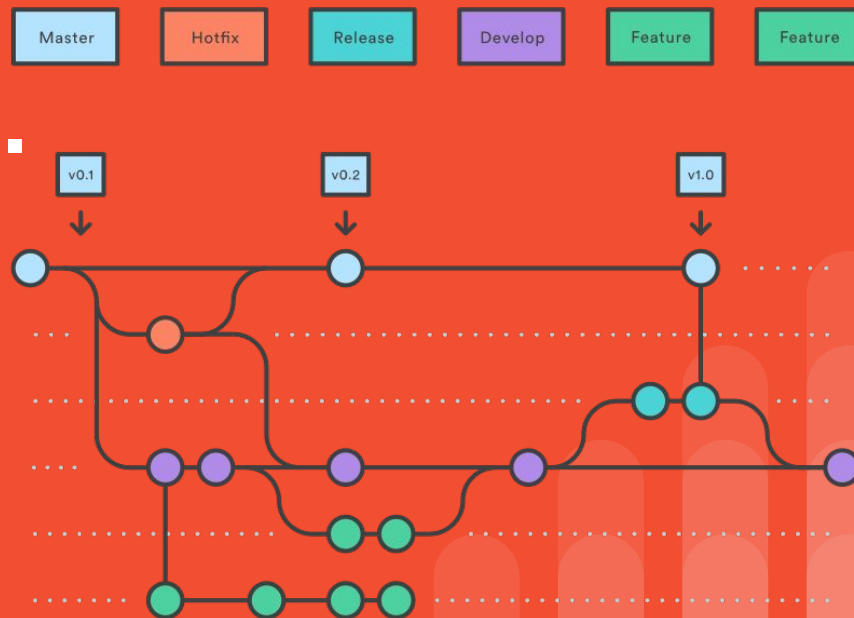 Master
Hotfix
Release
Develop
Feature
Feature
v0.1
v0.2
v1.0